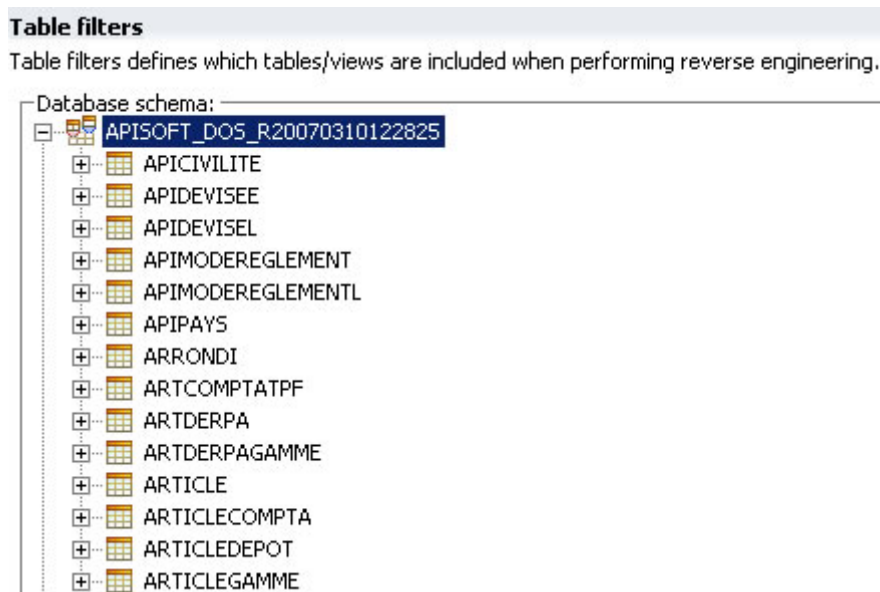 Table filters
Table filters defines which tables/views are included when performing reverse engineering.
Database schema:
APISOFT_DOS_R20070310122825
APICIVILITE
APIDEVISEE
APIDEVISEL
APIMODEREGLEMENT
APIMODEREGLEMENTL
APIPAYS
ARRONDI
ARTCOMPTATPF
ARTDERPA
ARTDERPAGAMME
ARTICLE
ARTICLECOMPTA
ARTICLEDEPOT
ARTICLEGAMME